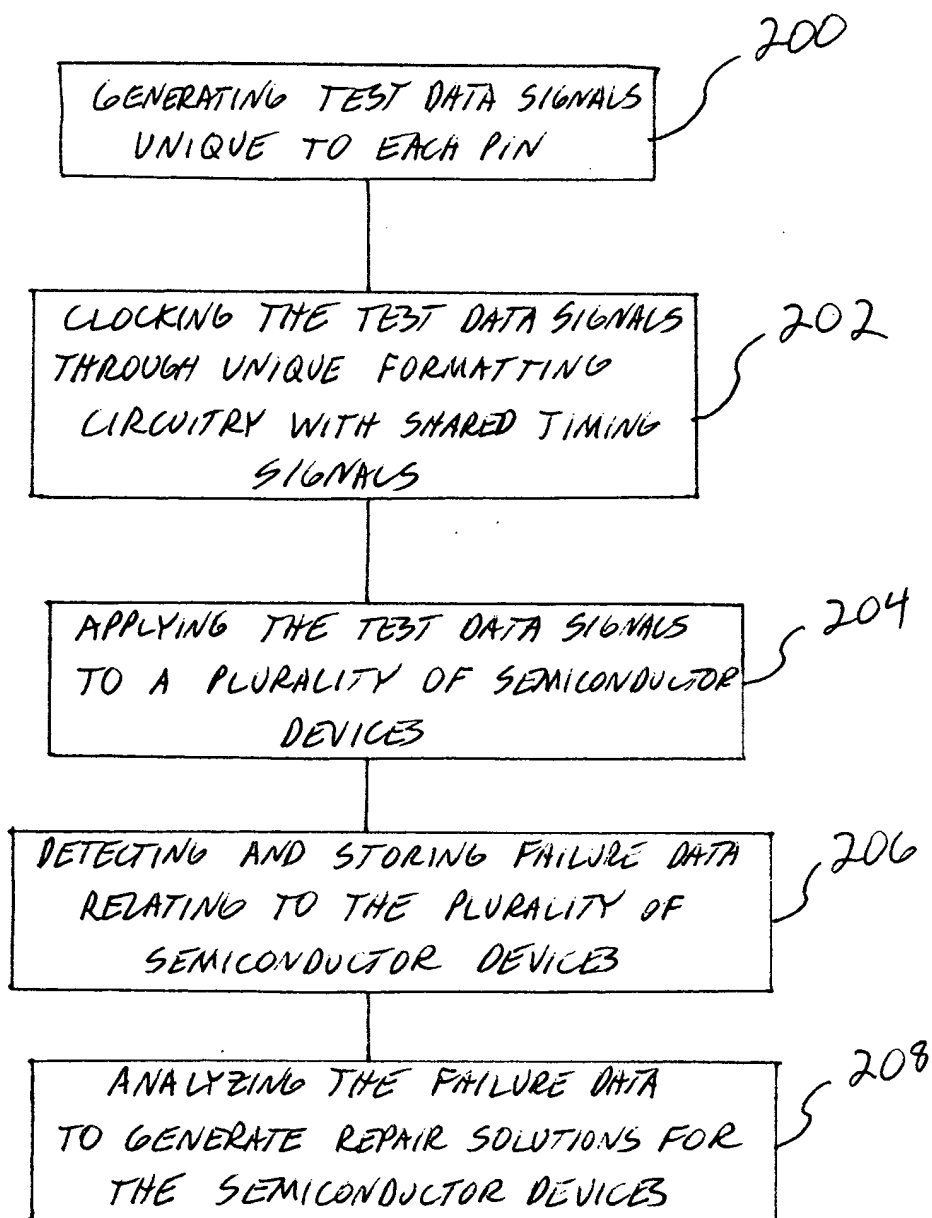 200
GENERATING TEST DATA SIGNALS
UNIQUE TO EACH PIN
202
CLOCKING THE TEST DATA SIGNALS
THROUGH UNIQUE FORMATTING
CIRCUITRY WITH SHARED TIMING
SIGNALS
204
APPLYING THE TEST DATA SIGNALS
TO A PLURALITY OF SEMICONDUCTOR
DEVICES
206
DETECTING AND STORING FAILURE DATA
RELATING TO THE PLURALITY OF
SEMICONDUCTOR DEVICES
208
ANALYZING THE FAILURE DATA
TO GENERATE REPAIR SOLUTIONS FOR
THE SEMICONDUCTOR DEVICES